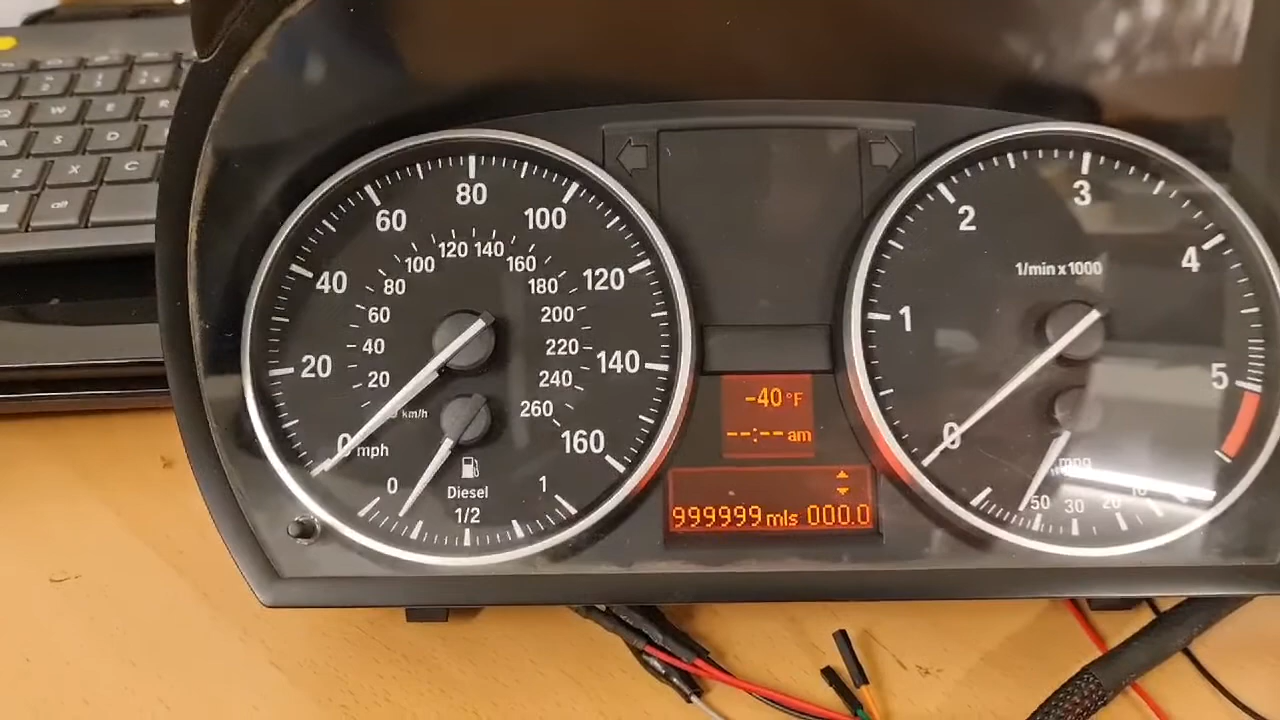 W E R
A S D
Z X C
alt
20 40 60 80 100 120 140 160
20 40 60 80 100 120 140 160 180 200 220 240 260
km/h
0 mph
0 1/2 1
Diesel
-40°F
--:-- am
999999 mls 000.0
0 1 2 3 4 5
1/min x 1000
mpg
50 30 20 10